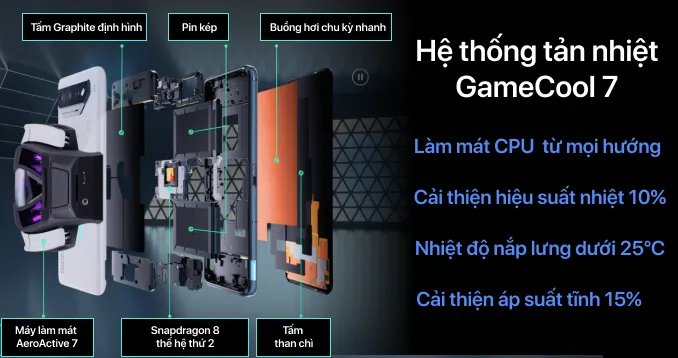 Tấm Graphite định hình
Pin kép
Buồng hơi chu kỳ nhanh
Hệ thống tản nhiệt
GameCool 7
Làm mát CPU từ mọi hướng
Cải thiện hiệu suất nhiệt 10%
Nhiệt độ nắp lưng dưới 25°C
Cải thiện áp suất tĩnh 15%
Máy làm mát
AeroActive 7
Snapdragon 8
thế hệ thứ 2
Tấm
than chì